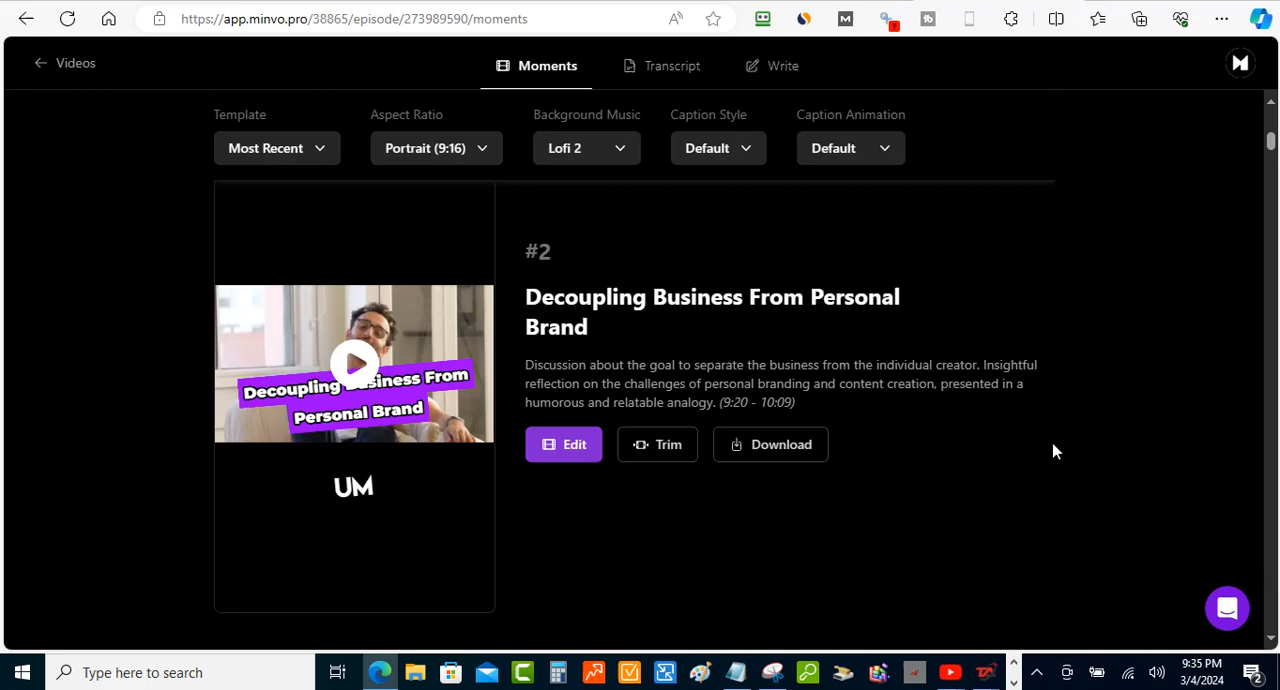 https://app.minvo.pro/38865/episode/273989590/moments
Videos
Moments
Transcript
Write
Template
Aspect Ratio
Background Music
Caption Style
Caption Animation
Most Recent
Portrait (9:16)
Lofi 2
Default
Default
#2
Decoupling Business From Personal
Brand
Discussion about the goal to separate the business from the individual creator. Insightful
reflection on the challenges of personal branding and content creation, presented in a
humorous and relatable analogy. (9:20 - 10:09)
Edit
Trim
Download
Decoupling Business From
Personal Brand
UM
Type here to search
9:35 PM
3/4/2024
2